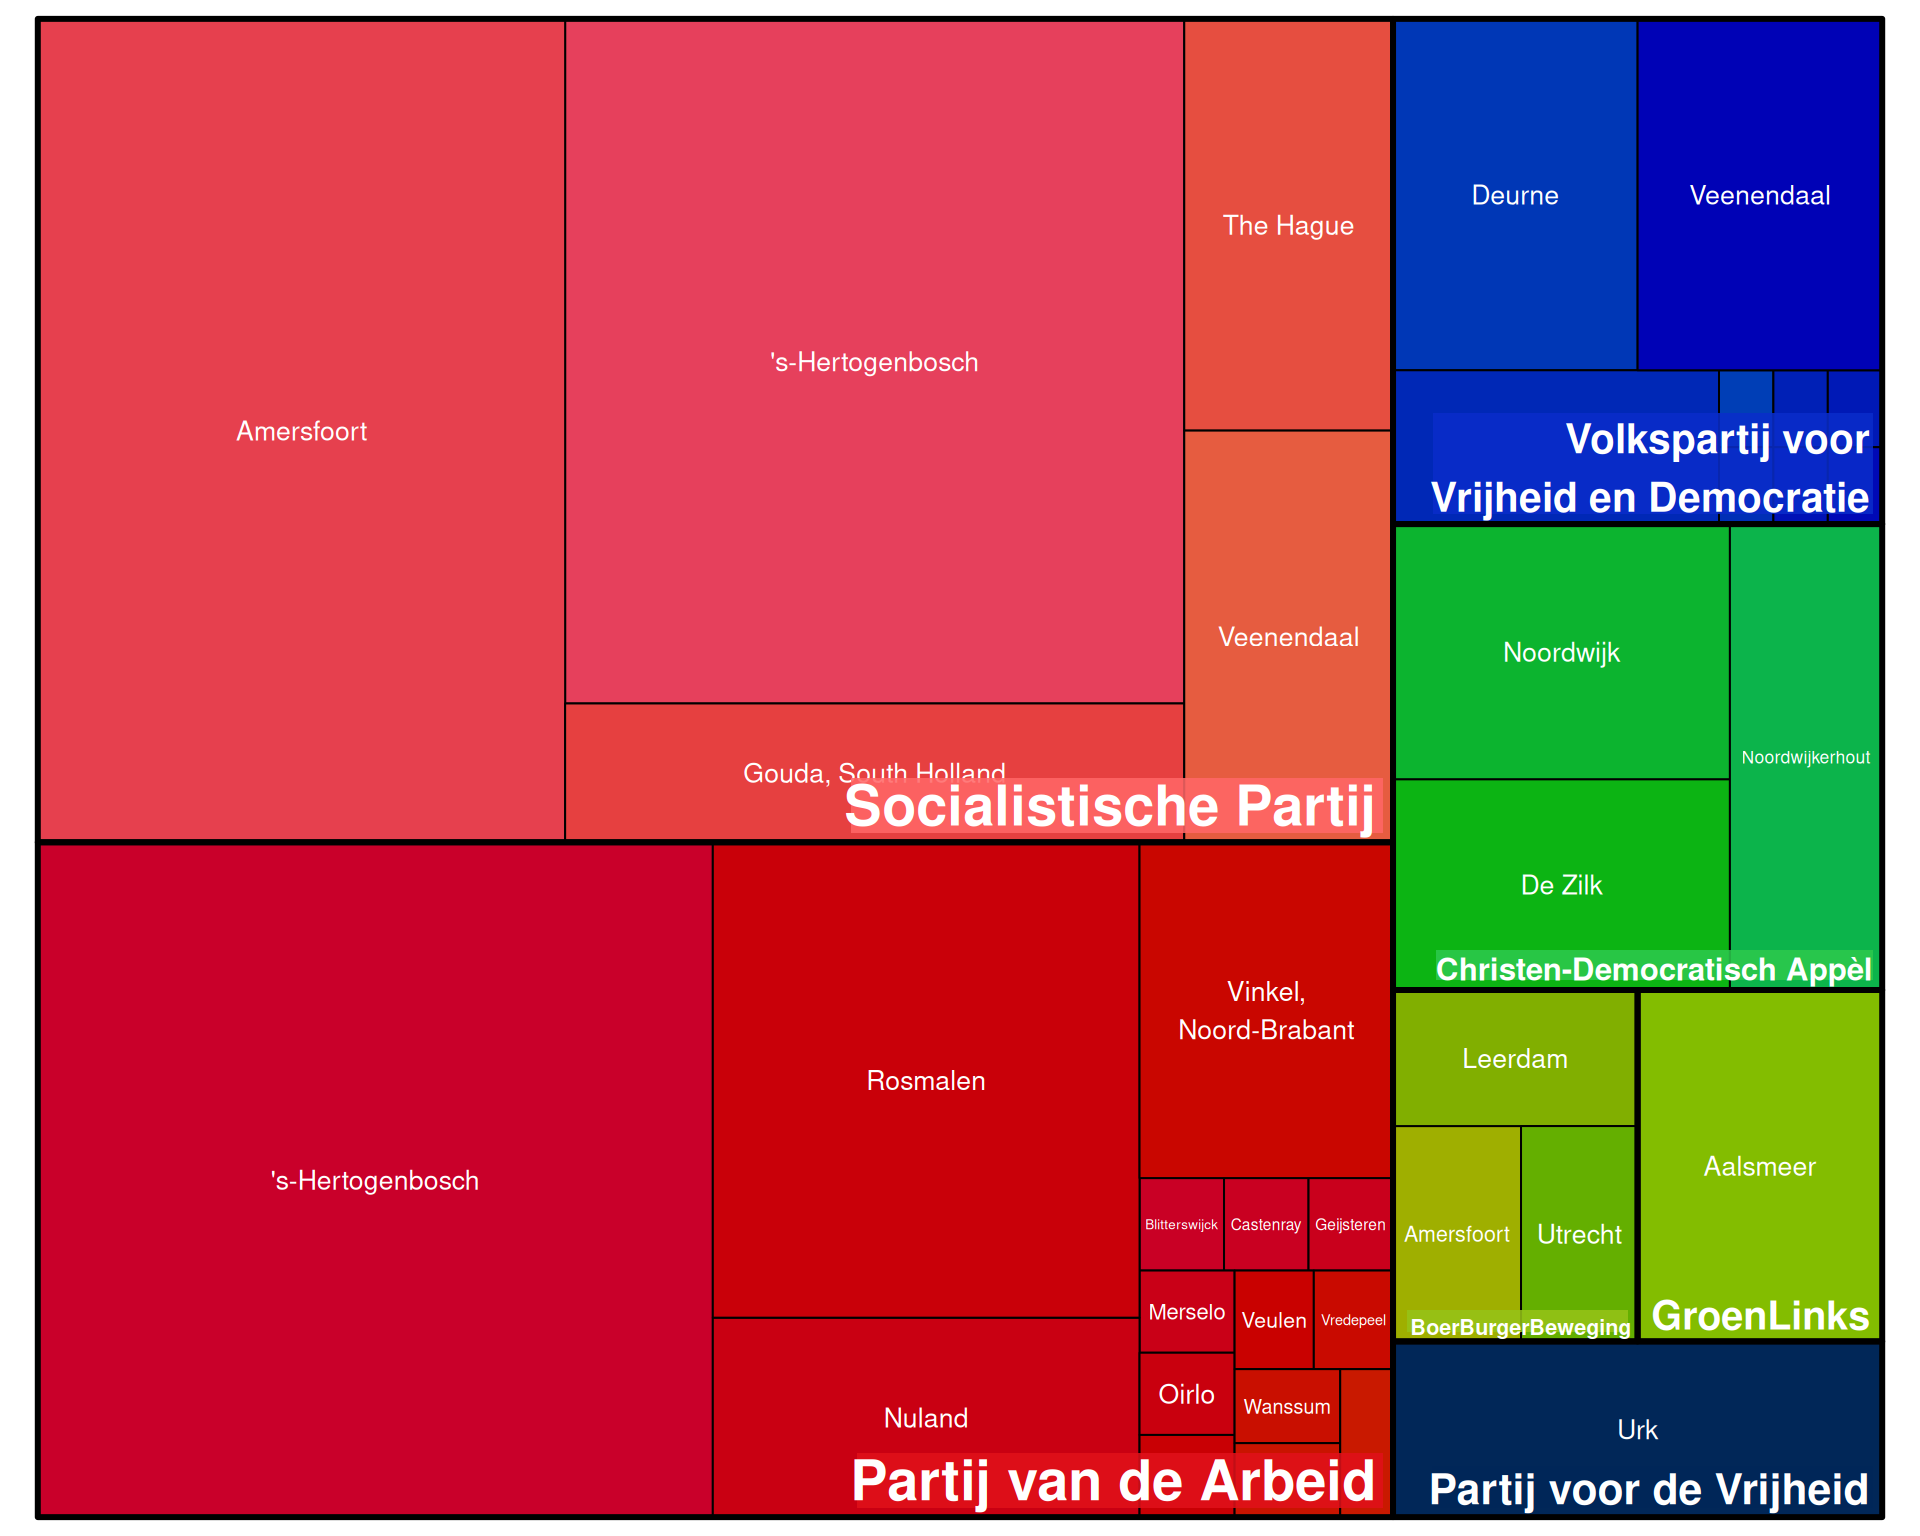 Amersfoort
's-Hertogenbosch
The Hague
Veenendaal
Gouda, South Holland
Socialistische Partij
's-Hertogenbosch
Rosmalen
Nuland
Vinkel,
Noord-Brabant
Blitterswijck
Castenray
Geijsteren
Merselo
Veulen
Vredepeel
Oirlo
Wanssum
Partij van de Arbeid
Deurne
Veenendaal
Volkspartij voor
Vrijheid en Democratie
Noordwijk
Noordwijkerhout
De Zilk
Christen-Democratisch Appèl
Leerdam
Amersfoort
Utrecht
BoerBurgerBeweging
Aalsmeer
GroenLinks
Urk
Partij voor de Vrijheid